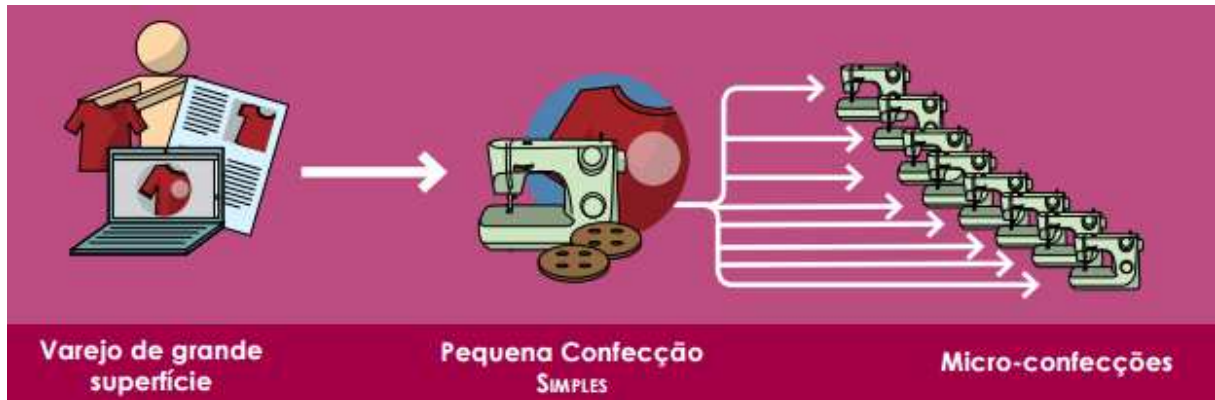 Varejo de grande
superfície
Pequena Confecção
SIMPLES
Micro-confecções